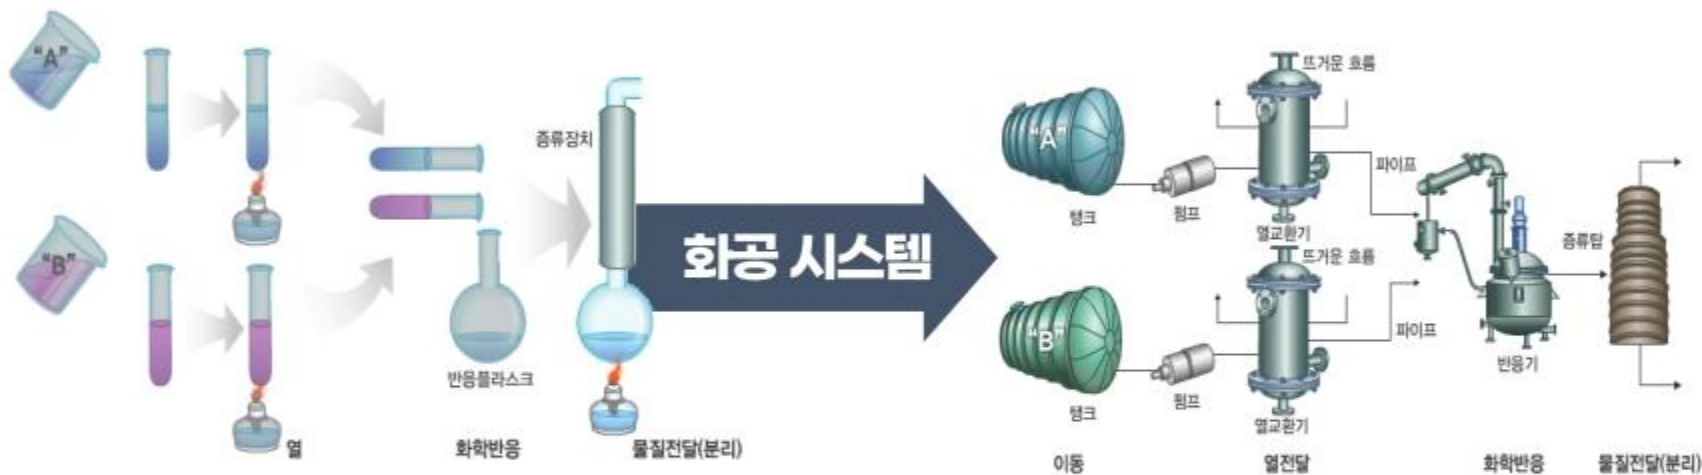 "A"
"B"
열
반응플라스크
화학반응
증류장치
물질전달(분리)
화공 시스템
"A"
탱크
펌프
뜨거운 흐름
열교환기
파이프
"B"
탱크
펌프
뜨거운 흐름
열교환기
파이프
반응기
증류탑
이동
열전달
화학반응
물질전달(분리)